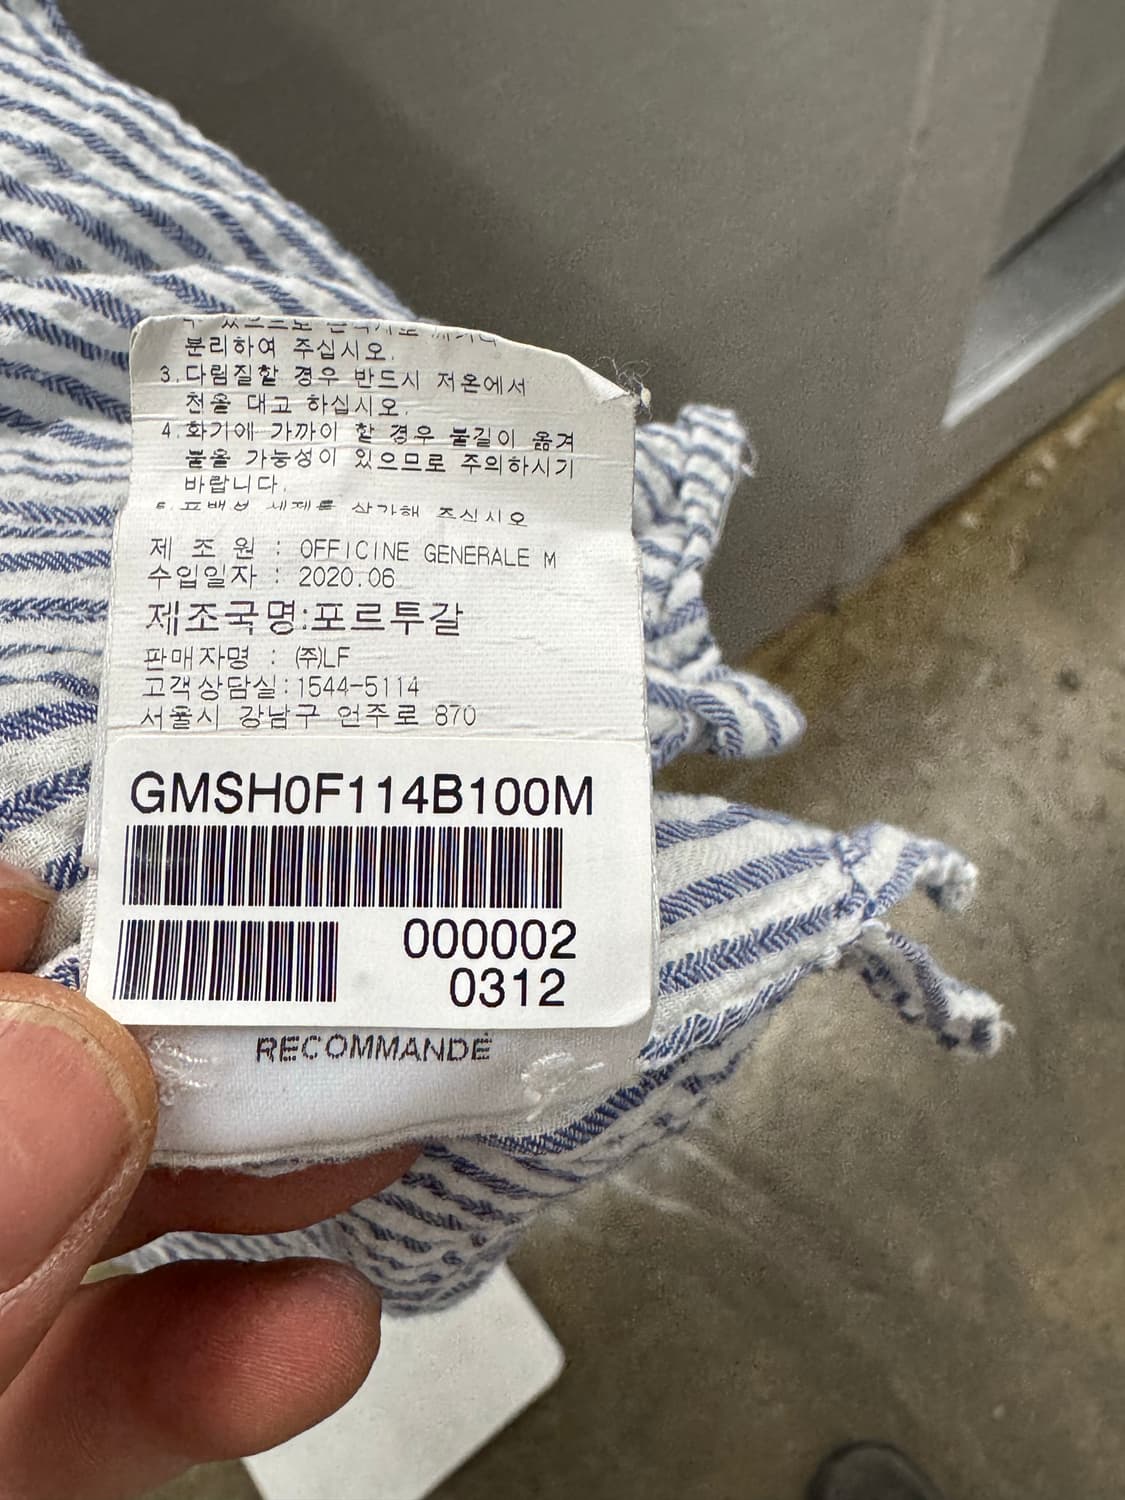 분리하여 주십시오.
3.다림질할 경우 반드시 저온에서
천을 대고 하십시오.
4.화기에 가까이 할 경우 불길이 옮겨
붙을 가능성이 있으므로 주의하시기
바랍니다.
제 조 원 : OFFICINE GENERALE M
수입일자 : 2020.06
제조국명:포르투갈
판매자명 : ㈜LF
고객상담실:1544-5114
서울시 강남구 언주로 870
GMSH0F114B100M
000002
0312
RECOMMANDÉ